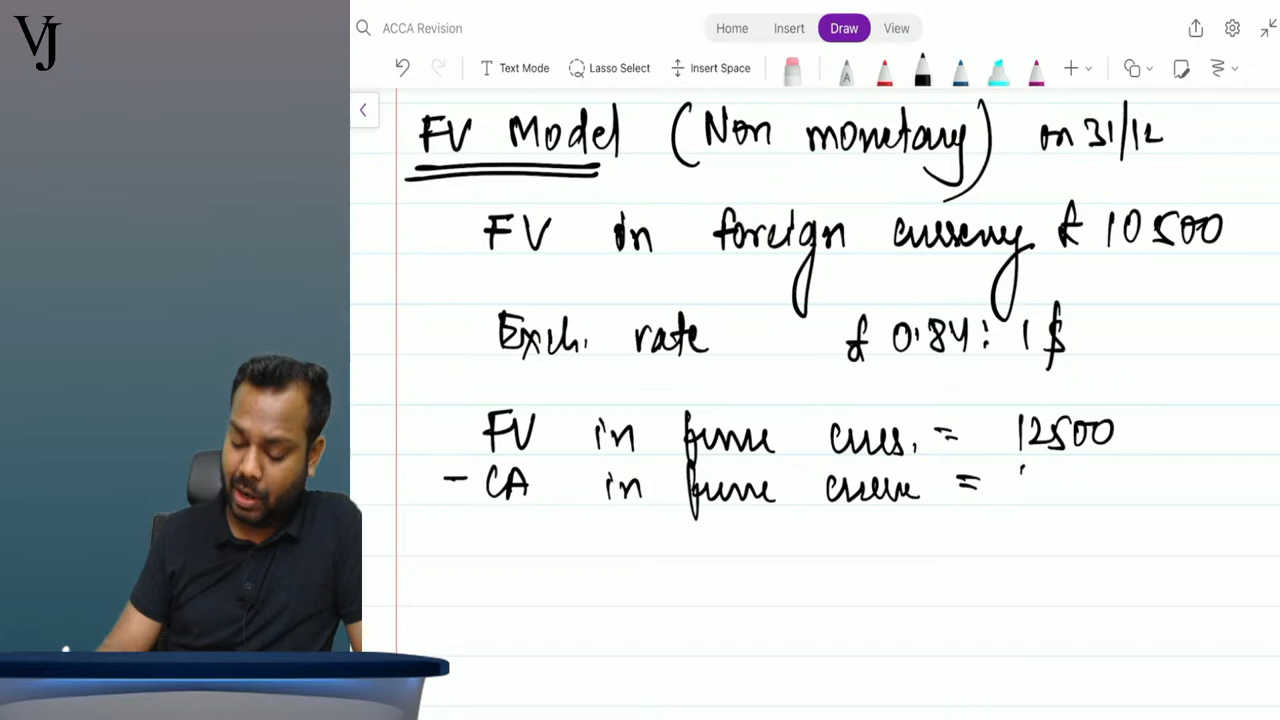 VJ
ACCA Revision
Home Insert Draw View
Text Mode Lasso Select Insert Space
FV Model (Non monetary) on 31/12
FV in foreign currency £ 10500
Exch. rate £ 0.84 : 1 $
FV in func curr. = 12500
- CA in func =